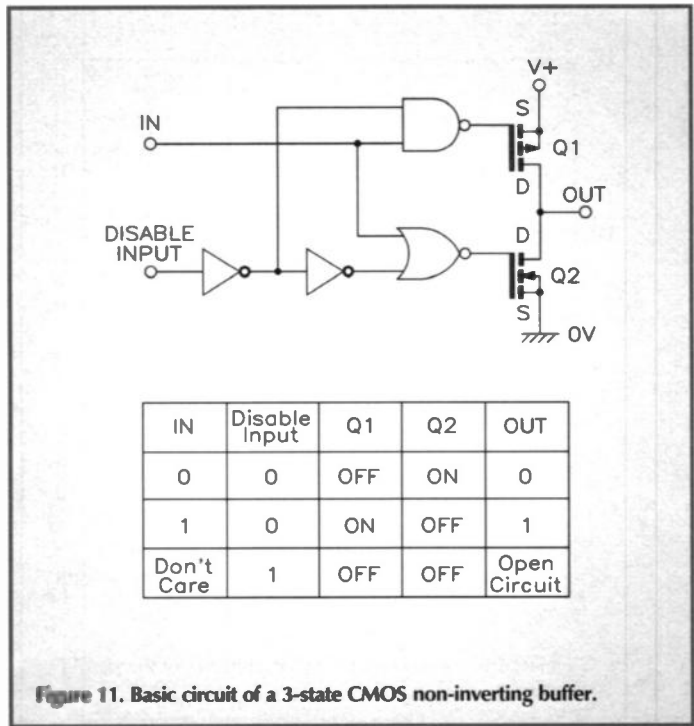 V+
S
IN
Q1
D
OUT
DISABLE
INPUT
D
Q2
S
0V
IN Disable Input Q1 Q2 OUT
0 0 OFF ON 0
1 0 ON OFF 1
Don't Care 1 OFF OFF Open Circuit
Figure 11. Basic circuit of a 3-state CMOS non-inverting buffer.